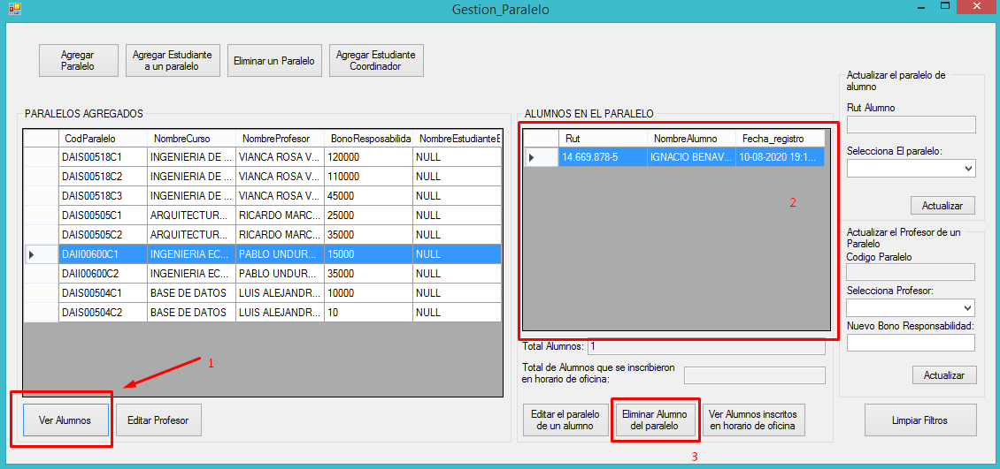 Gestion_Paralelo
Agregar
Paralelo
Agregar Estudiante
a un paralelo
Eliminar un Paralelo
Agregar Estudiante
Coordinador
PARALELOS AGREGADOS
CodParalelo NombreCurso NombreProfesor BonoResposabilida NombreEstudianteE
DAIS00518C1 INGENIERIA DE ... VIANCA ROSA V... 120000 NULL
DAIS00518C2 INGENIERIA DE ... VIANCA ROSA V... 110000 NULL
DAIS00518C3 INGENIERIA DE ... VIANCA ROSA V... 45000 NULL
DAIS00505C1 ARQUITECTUR... RICARDO MARC... 25000 NULL
DAIS00505C2 ARQUITECTUR... RICARDO MARC... 35000 NULL
DAII00600C1 INGENIERIA EC... PABLO UNDUR... 15000 NULL
DAII00600C2 INGENIERIA EC... PABLO UNDUR... 35000 NULL
DAIS00504C1 BASE DE DATOS LUIS ALEJANDR... 10000 NULL
DAIS00504C2 BASE DE DATOS LUIS ALEJANDR... 10 NULL
1
Ver Alumnos
Editar Profesor
ALUMNOS EN EL PARALELO
Rut NombreAlumno Fecha_registro
14.669.878-5 IGNACIO BENAV... 10-08-2020 19:1...
2
Total Alumnos: 1
Total de Alumnos que se inscribieron
en horario de oficina:
Editar el paralelo
de un alumno
Eliminar Alumno
del paralelo
Ver Alumnos inscritos
en horario de oficina
3
Actualizar el paralelo de
alumno
Rut Alumno
Selecciona El paralelo:
Actualizar
Actualizar el Profesor de un
Paralelo
Codigo Paralelo
Selecciona Profesor:
Nuevo Bono Responsabilidad:
Actualizar
Limpiar Filtros